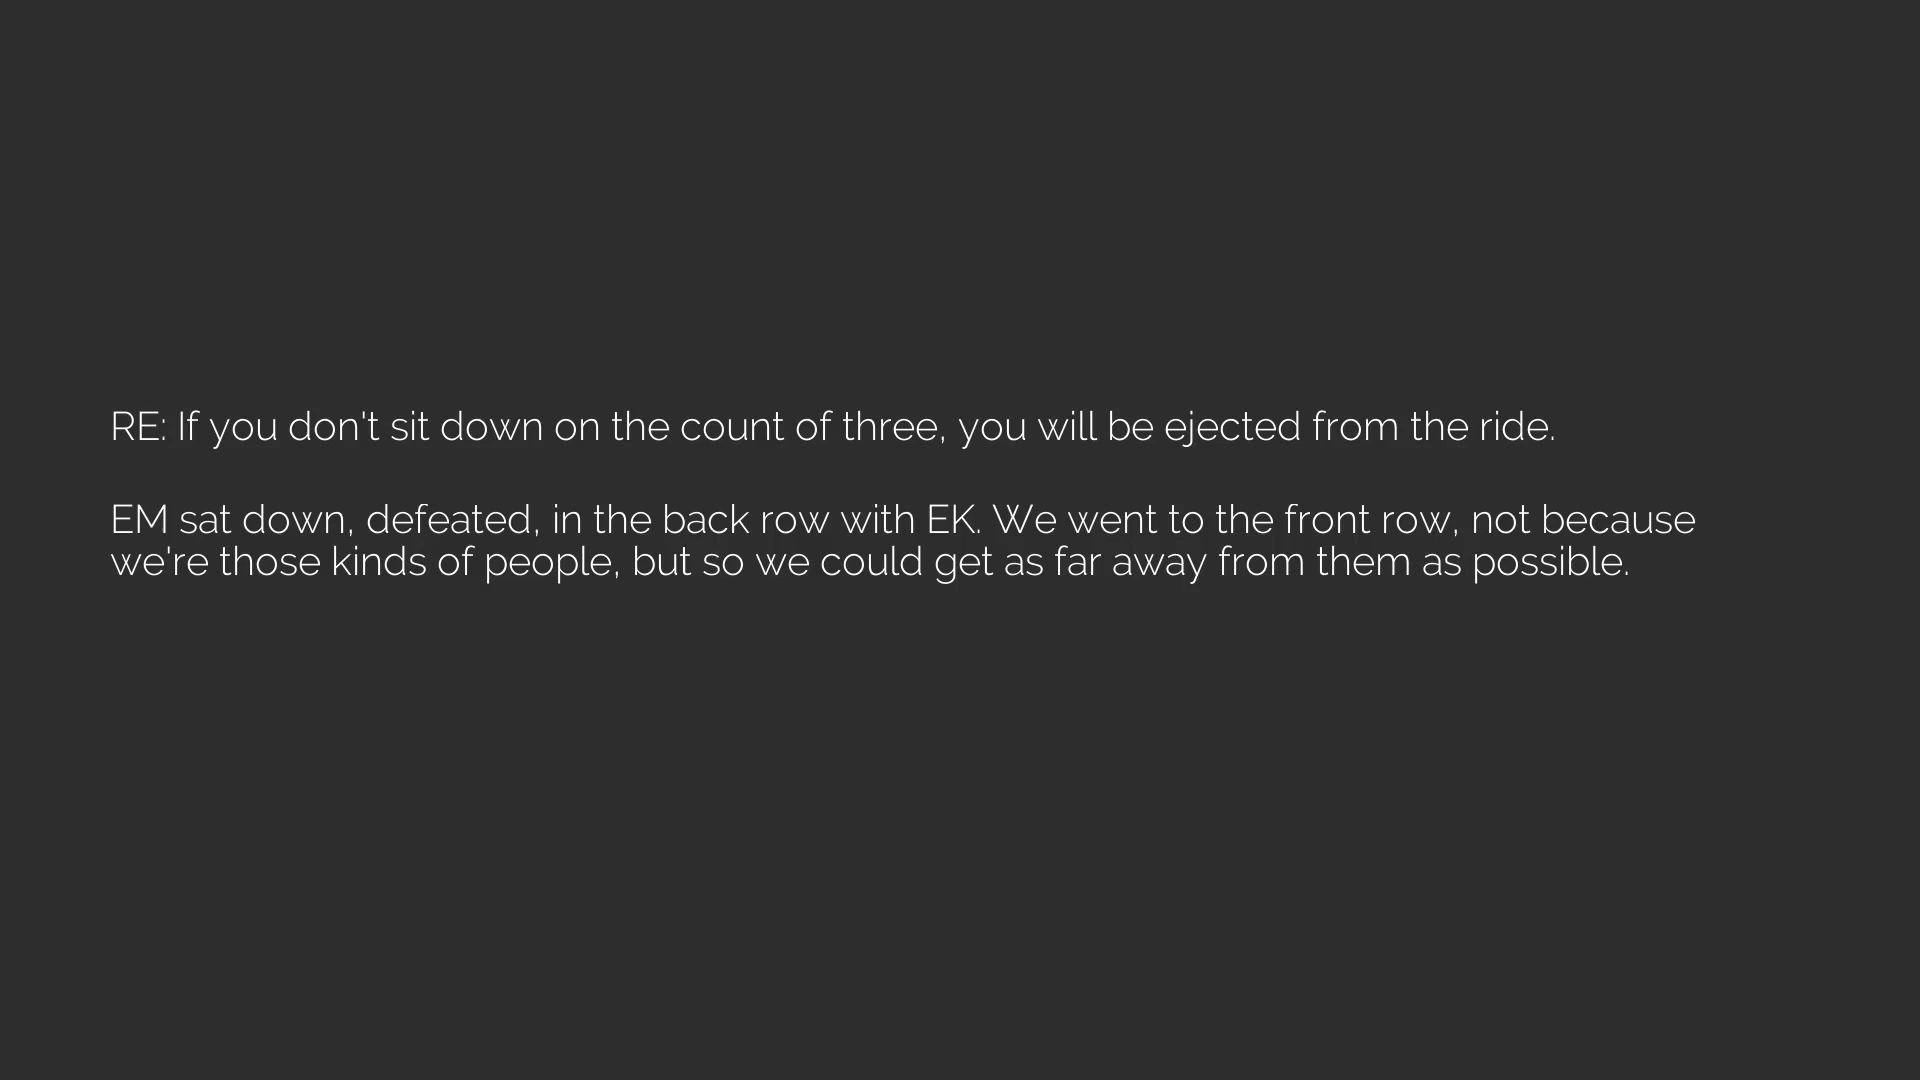 RE: If you don't sit down on the count of three, you will be ejected from the ride.
EM sat down, defeated, in the back row with EK. We went to the front row, not because
we're those kinds of people, but so we could get as far away from them as possible.